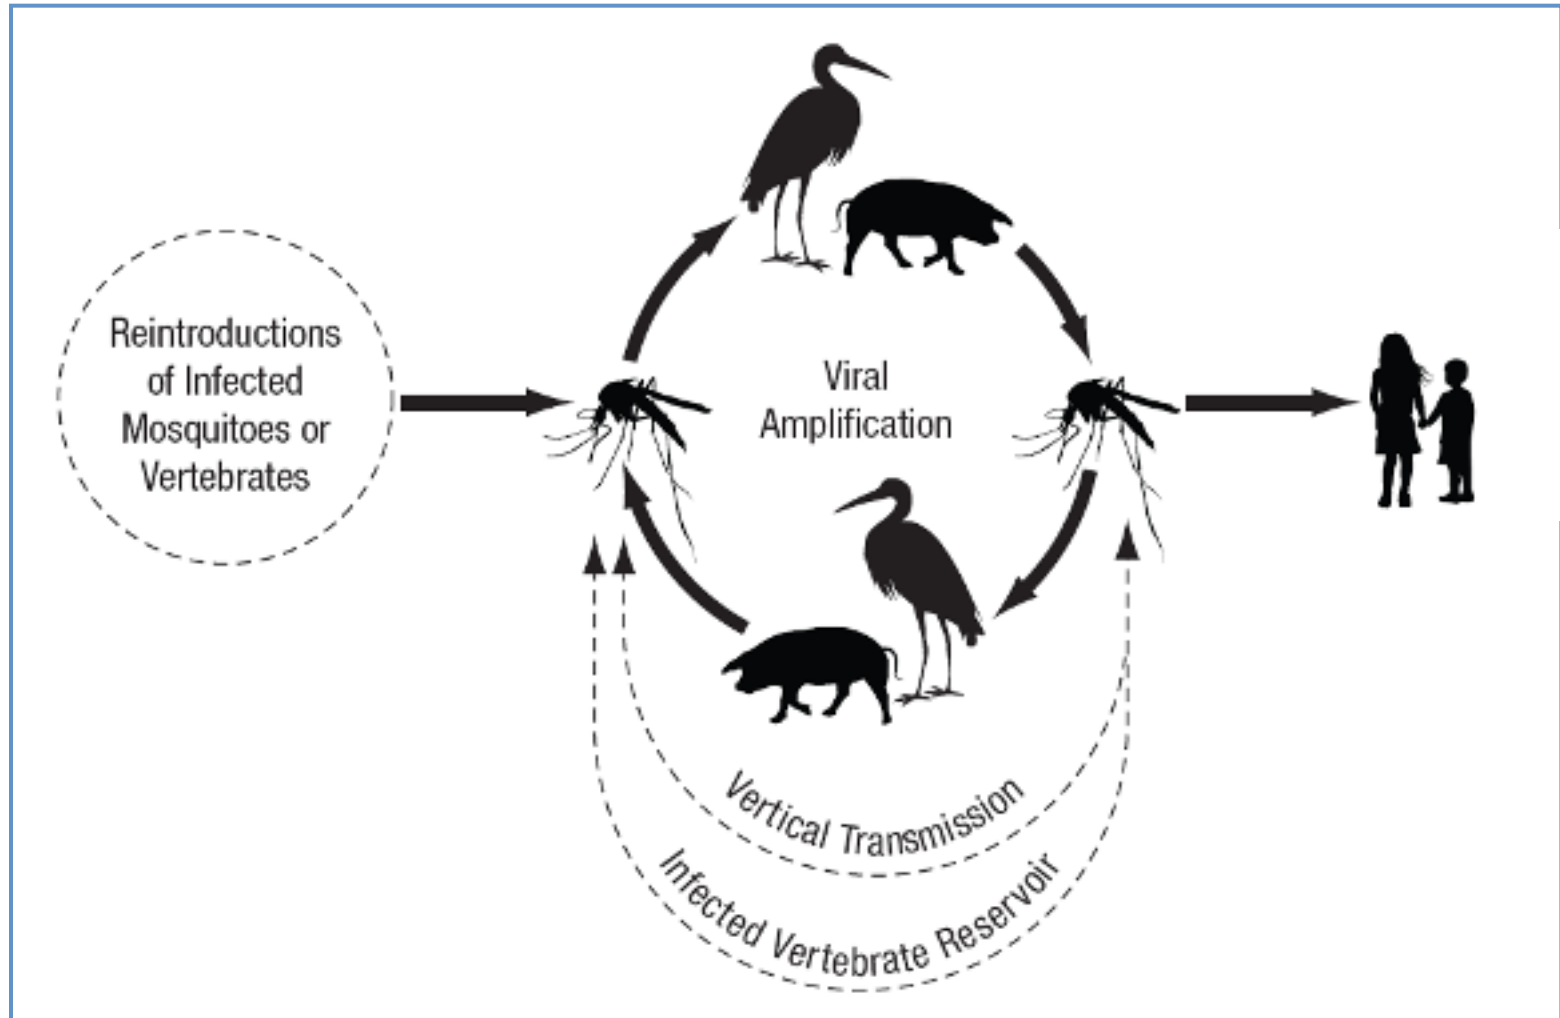 Reintroductions
of Infected
Mosquitoes or
Vertebrates
Viral
Amplification
Vertical Transmission
Infected Vertebrate Reservoir